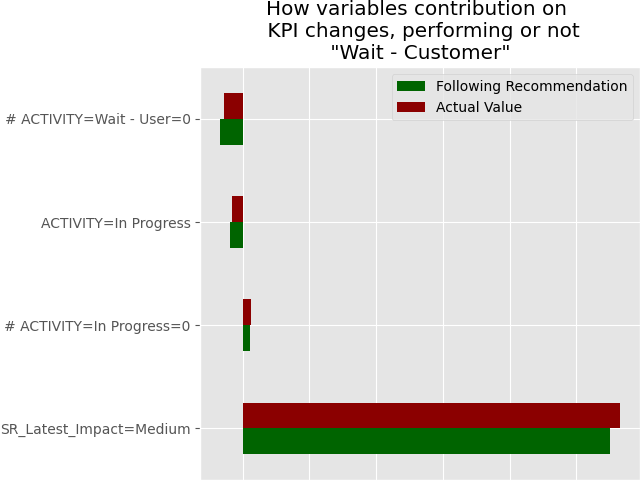 How variables contribution on
KPI changes, performing or not
"Wait - Customer"
Following Recommendation
Actual Value
# ACTIVITY=Wait - User=0
ACTIVITY=In Progress
# ACTIVITY=In Progress=0
SR_Latest_Impact=Medium